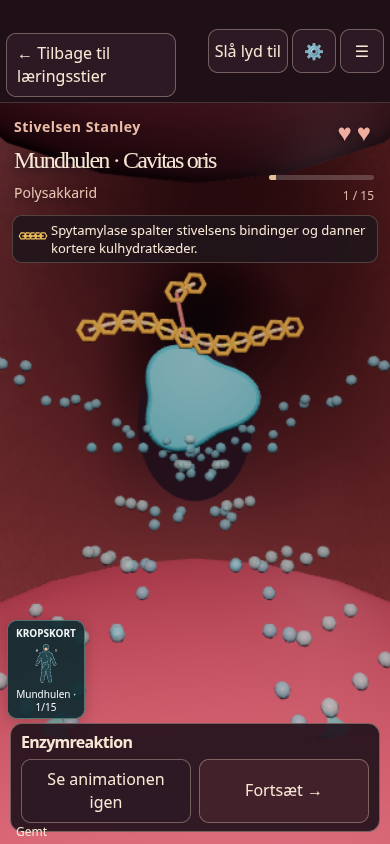 ← Tilbage til
læringsstier
Slå lyd til
Stivelsen Stanley
Mundhulen · Cavitas oris
Polysakkarid
1 / 15
Spytamylase spalter stivelsens bindinger og danner
kortere kulhydratkæder.
KROPSKORT
Mundhulen ·
1/15
Enzymreaktion
Se animationen
igen
Fortsæt →
Gemt